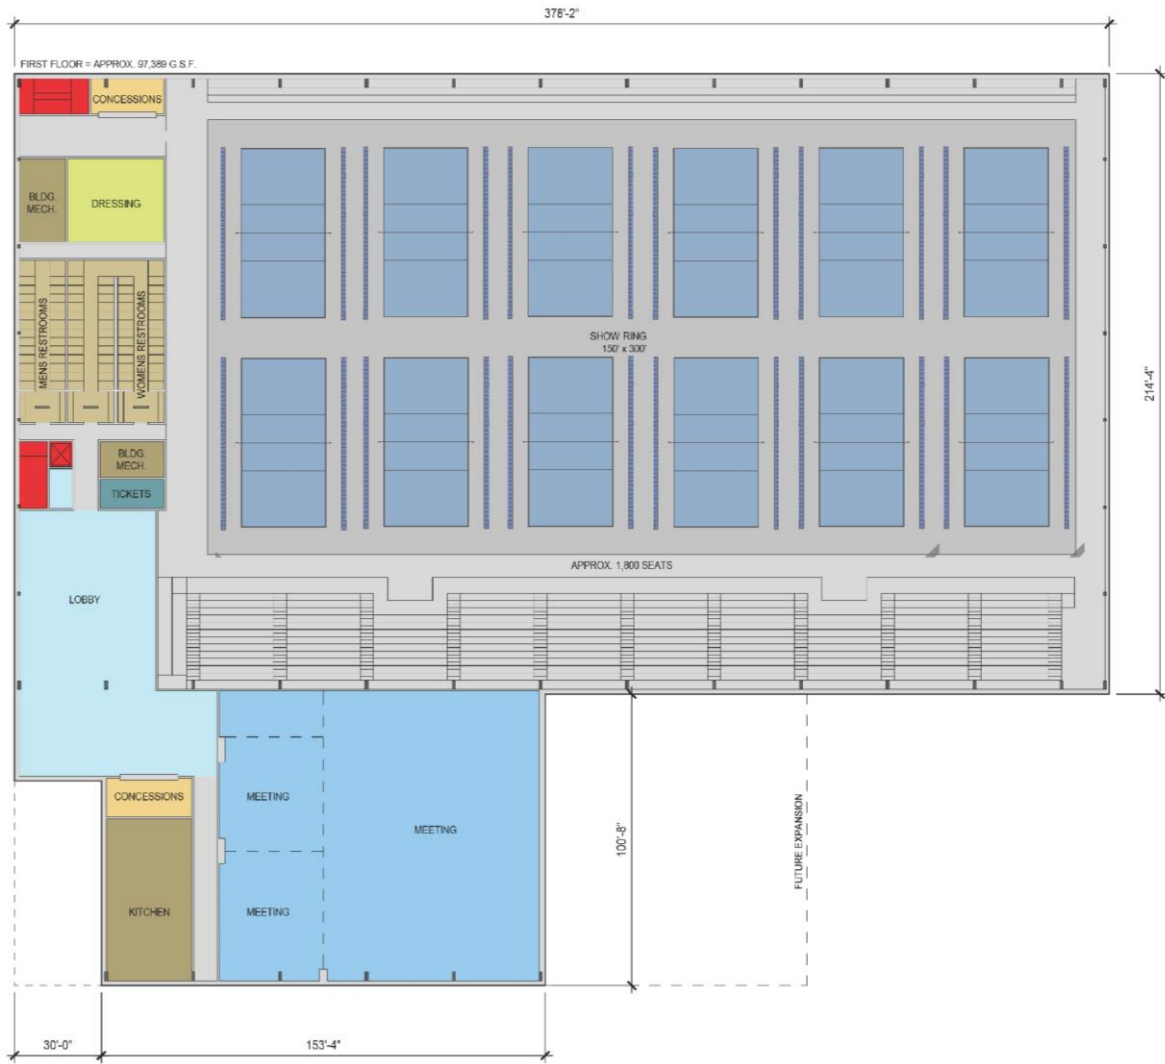 378'-2"
FIRST FLOOR = APPROX. 97,389 G.S.F.
CONCESSIONS
BLDG.
MECH.
DRESSING
MENS RESTROOMS
WOMENS RESTROOMS
SHOW RING
150' x 300'
214'-4"
BLDG.
MECH.
TICKETS
APPROX. 1,800 SEATS
LOBBY
CONCESSIONS
MEETING
MEETING
MEETING
KITCHEN
100'-8"
FUTURE EXPANSION
30'-0"
153'-4"